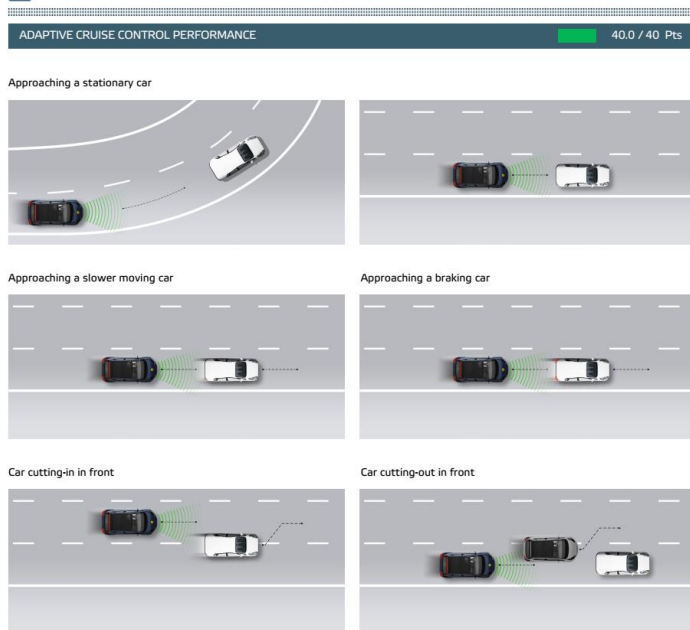 ADAPTIVE CRUISE CONTROL PERFORMANCE 40.0 / 40 Pts
Approaching a stationary car
Approaching a slower moving car
Approaching a braking car
Car cutting-in in front
Car cutting-out in front